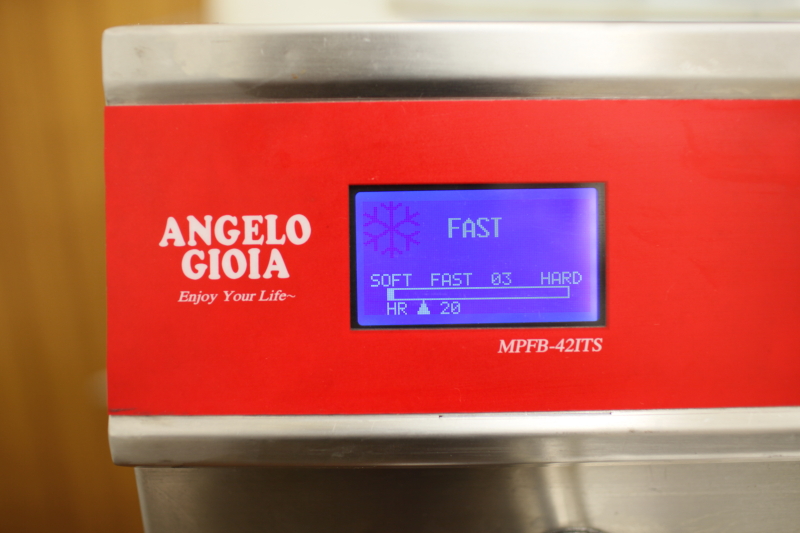 ANGELO
GIOIA
Enjoy Your Life~
FAST
SOFT FAST 03 HARD
HR 20
MPFB-42ITS